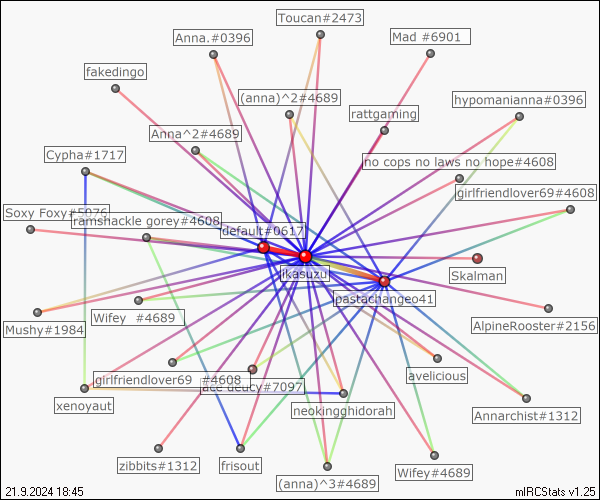 Toucan#2473
Anna.#0396
Mad #6901
fakedingo
(anna)^2#4689
hypomanianna#0396
rattgaming
Anna^2#4689
Cypha#1717
no cops no laws no hope#4608
girlfriendlover69#4608
Soxy Foxy#5076
ramshackle gorey#4608
default#0617
ikasuzu
Skalman
pastachangeo41
Wifey #4689
Mushy#1984
AlpineRooster#2156
avelicious
girlfriendlover69 #4608
ace deucy#7097
xenoyaut
neokingghidorah
Annarchist#1312
zibbits#1312
frisout
Wifey#4689
(anna)^3#4689
21.9.2024 18:45
mIRCStats v1.25